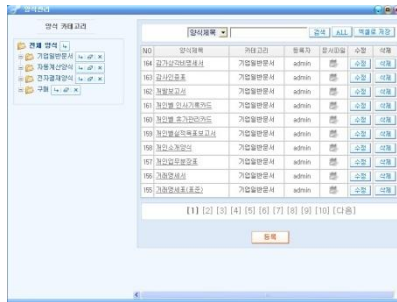 양식관리
양식 카테고리
전체 양식
기업일반문서
자동계산양식
전자결재양식
구매
양식제목 검색 ALL 엑셀로 저장
NO 양식제목 카테고리 등록자 문서파일 수정 삭제
164 감가상각비명세서 기업일반문서 admin 수정 삭제
163 감사인증표 기업일반문서 admin 수정 삭제
162 개발보고서 기업일반문서 admin 수정 삭제
161 개인별 인사기록카드 기업일반문서 admin 수정 삭제
160 개인별 휴가관리카드 기업일반문서 admin 수정 삭제
159 개인별실적목표보고서 기업일반문서 admin 수정 삭제
158 개인소개양식 기업일반문서 admin 수정 삭제
157 개인업무분장표 기업일반문서 admin 수정 삭제
156 거래명세서 기업일반문서 admin 수정 삭제
155 거래명세표(표준) 기업일반문서 admin 수정 삭제
[1] [2] [3] [4] [5] [6] [7] [8] [9] [10] [다음]
등록